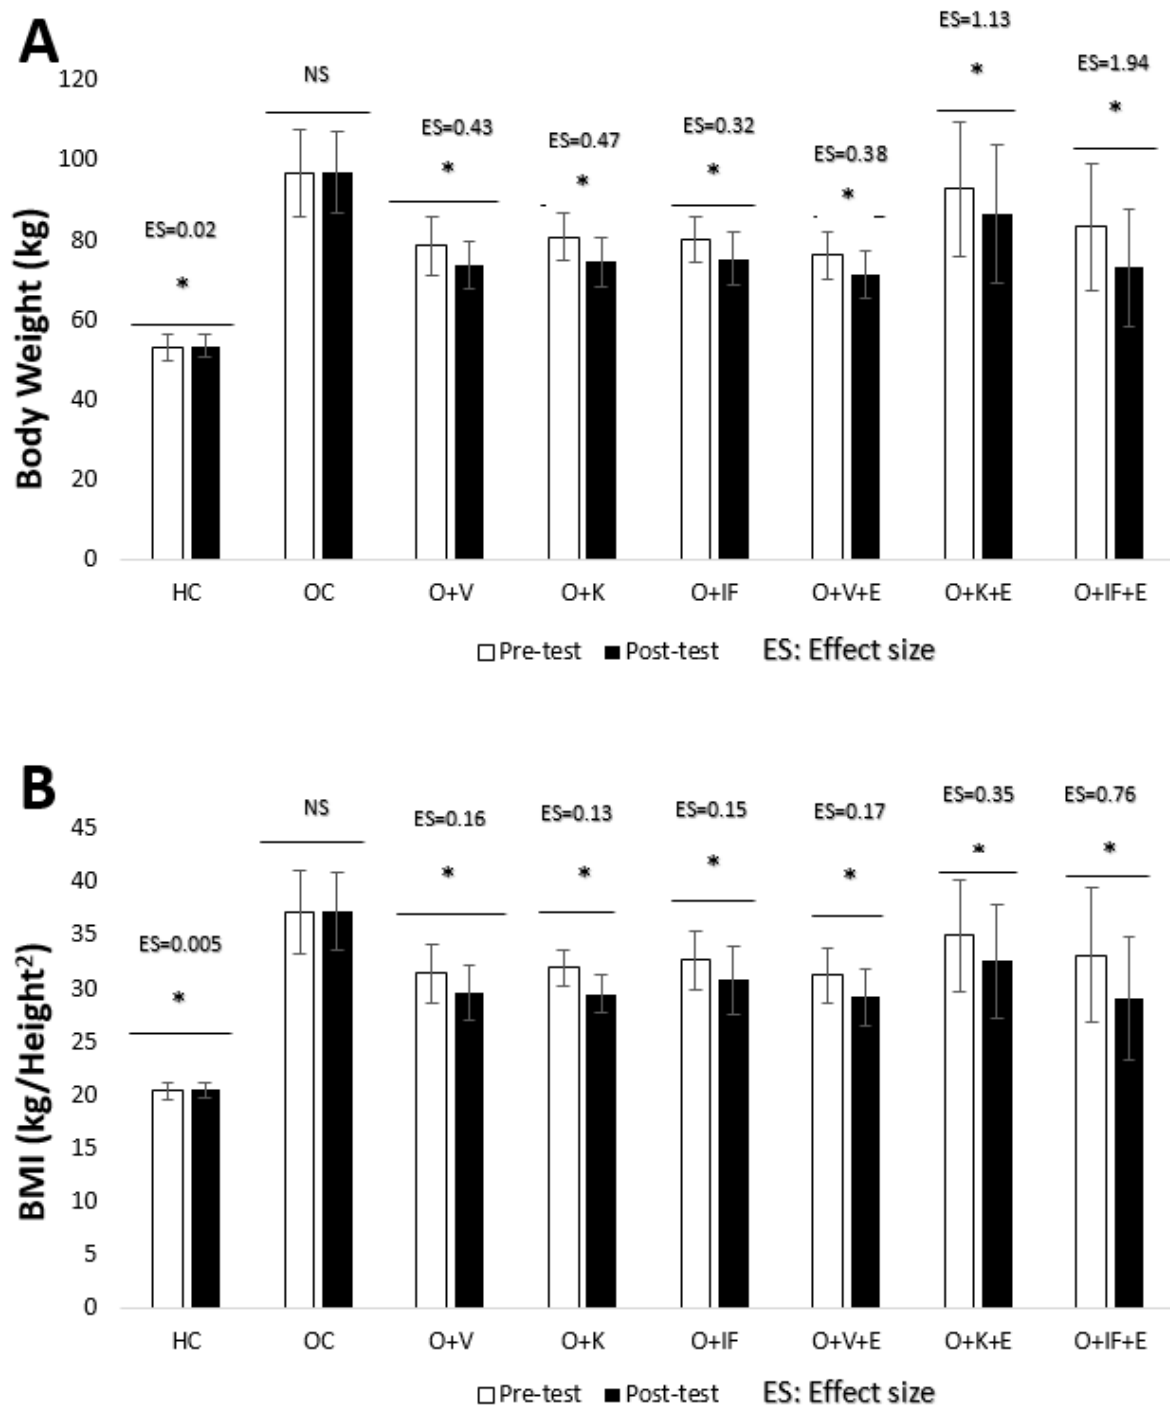 A
ES=1.13
*
ES=1.94
*
NS
ES=0.43
*
ES=0.47
*
ES=0.32
*
ES=0.38
*
ES=0.02
*
120
100
80
60
40
20
0
Body Weight (kg)
HC OC O+V O+K O+IF O+V+E O+K+E O+IF+E
Pre-test Post-test ES: Effect size
B
NS
ES=0.16
*
ES=0.13
*
ES=0.15
*
ES=0.17
*
ES=0.35
*
ES=0.76
*
ES=0.005
*
45
40
35
30
25
20
15
10
5
0
BMI (kg/Height²)
HC OC O+V O+K O+IF O+V+E O+K+E O+IF+E
Pre-test Post-test ES: Effect size